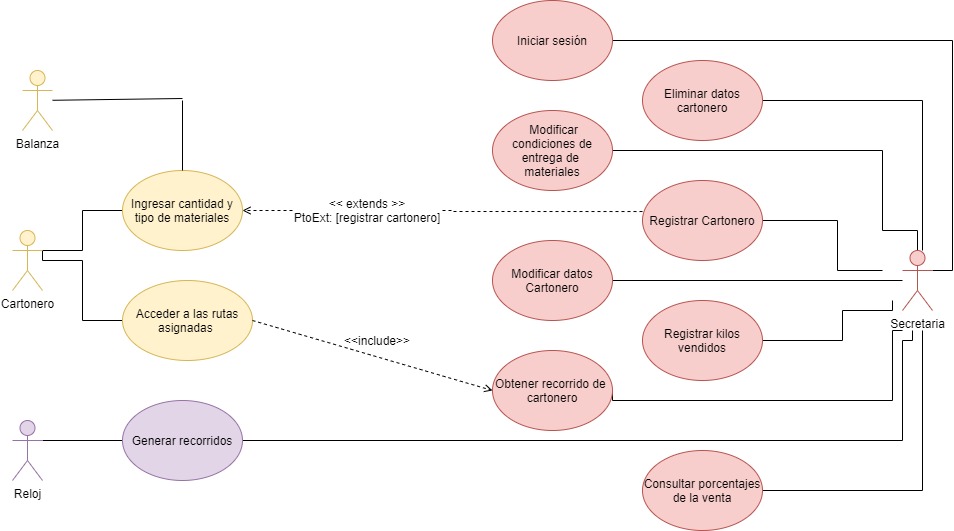 Iniciar sesión
Eliminar datos
cartonero
Balanza
Modificar
condiciones de
entrega de
materiales
Ingresar cantidad y
tipo de materiales
<< extends >>
PtoExt: [registrar cartonero]
Registrar Cartonero
Cartonero
Modificar datos
Cartonero
Secretaria
Acceder a las rutas
asignadas
<<include>>
Registrar kilos
vendidos
Obtener recorrido de
cartonero
Generar recorridos
Reloj
Consultar porcentajes
de la venta